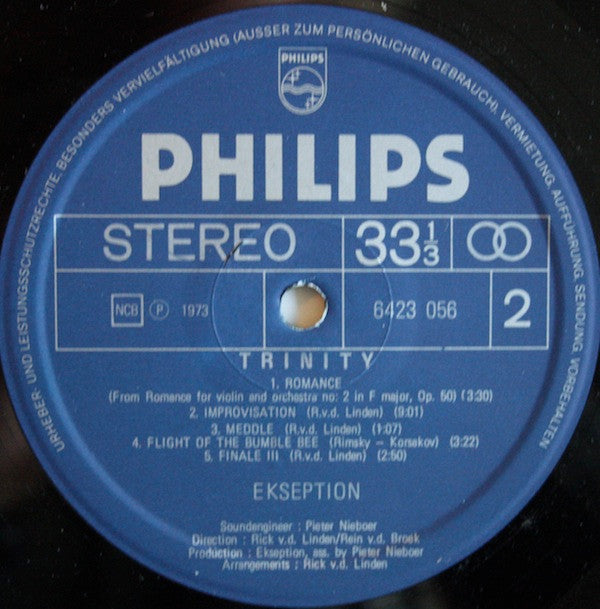 URHEBER UND LEISTUNGSSCHUTZRECHTE, BESONDERS VERVIELFÄLTIGUNG (AUSSER ZUM PERSÖNLICHEN GEBRAUCH), VERMIETUNG, AUFFÜHRUNG, SENDUNG, VORBEHALTEN
PHILIPS
PHILIPS
STEREO 33 1/3
NCB ℗ 1973 6423 056 2
TRINITY
1. ROMANCE
(From Romance for violin and orchestra no: 2 in F major, Op. 50) (3:30)
2. IMPROVISATION (R.v.d. Linden) (9:01)
3. MEDDLE (R.v.d. Linden) (1:07)
4. FLIGHT OF THE BUMBLE BEE (Rimsky – Korsakov) (3:22)
5. FINALE III (R.v.d. Linden) (2:50)
EKSEPTION
Soundengineer : Pieter Nieboer
Direction : Rick v.d. Linden/Rein v.d. Broek
Production : Ekseption, ass. by Pieter Nieboer
Arrangements : Rick v.d. Linden